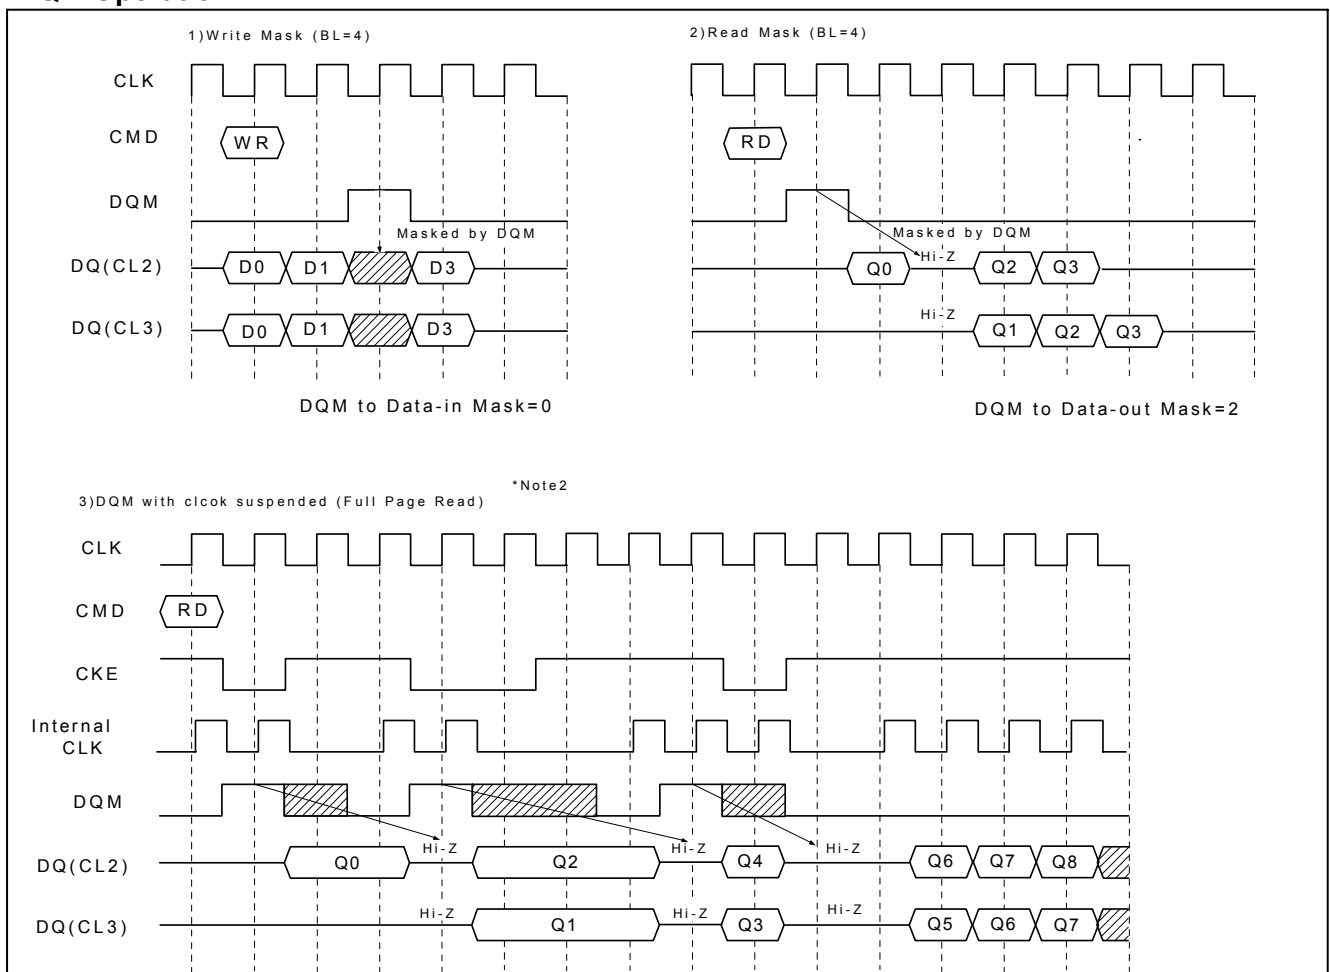 1)Write Mask (BL=4)
2)Read Mask (BL=4)
CLK
CMD
WR
RD
DQM
Masked by DQM
Masked by DQM
DQ(CL2)
D0 D1 D3
Q0 Hi-Z Q2 Q3
DQ(CL3)
D0 D1 D3
Hi-Z Q1 Q2 Q3
DQM to Data-in Mask=0
DQM to Data-out Mask=2
*Note2
3)DQM with clcok suspended (Full Page Read)
CLK
CMD
RD
CKE
Internal
CLK
DQM
DQ(CL2)
Q0 Hi-Z Q2 Hi-Z Q4 Hi-Z Q6 Q7 Q8
DQ(CL3)
Hi-Z Q1 Hi-Z Q3 Hi-Z Q5 Q6 Q7